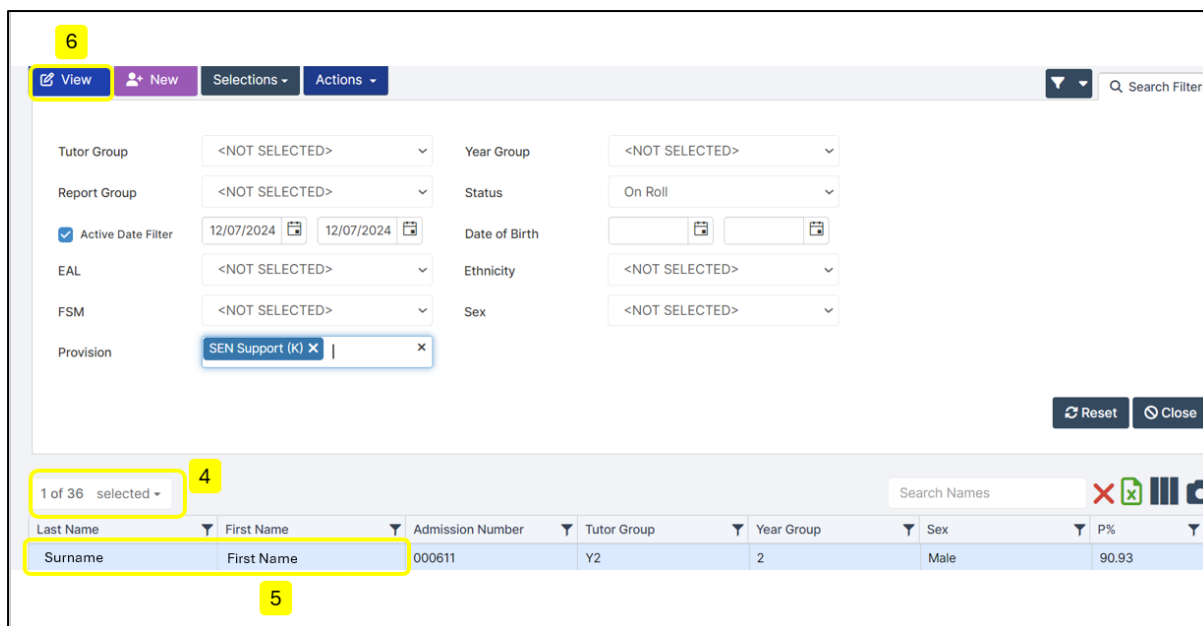 6
View New Selections Actions Search Filter
Tutor Group <NOT SELECTED> Year Group <NOT SELECTED>
Report Group <NOT SELECTED> Status On Roll
Active Date Filter 12/07/2024 12/07/2024 Date of Birth
EAL <NOT SELECTED> Ethnicity <NOT SELECTED>
FSM <NOT SELECTED> Sex <NOT SELECTED>
Provision SEN Support (K)
Reset Close
4
1 of 36 selected Search Names
Last Name First Name Admission Number Tutor Group Year Group Sex P%
Surname First Name 000611 Y2 2 Male 90.93
5